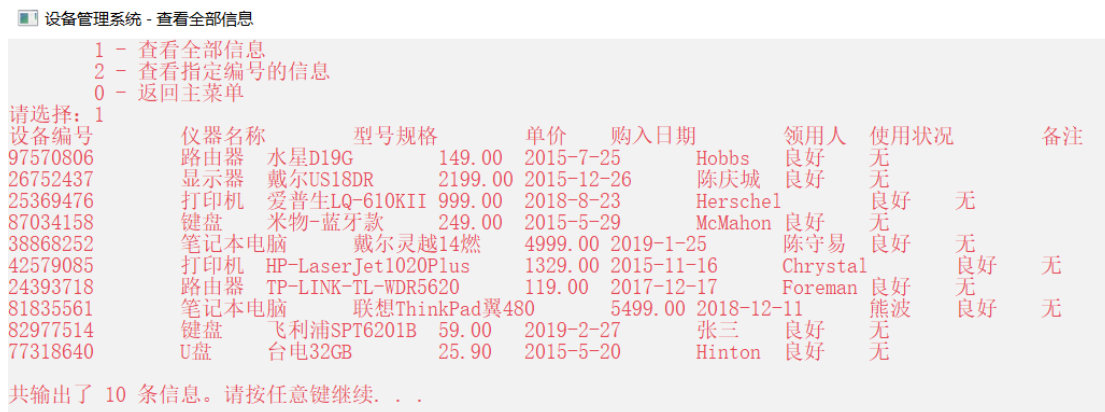 设备管理系统 - 查看全部信息
1 - 查看全部信息
2 - 查看指定编号的信息
0 - 返回主菜单
请选择: 1
设备编号 仪器名称 型号规格 单价 购入日期 领用人 使用状况 备注
97570806 路由器 水星D19G 149.00 2015-7-25 Hobbs 良好 无
26752437 显示器 戴尔US18DR 2199.00 2015-12-26 陈庆城 良好 无
25369476 打印机 爱普生LQ-610KII 999.00 2018-8-23 Herschel 良好 无
87034158 键盘 米物-蓝牙款 249.00 2015-5-29 McMahon 良好 无
38868252 笔记本电脑 戴尔灵越14燃 4999.00 2019-1-25 陈守易 良好 无
42579085 打印机 HP-LaserJet1020Plus 1329.00 2015-11-16 Chrystal 良好 无
24393718 路由器 TP-LINK-TL-WDR5620 119.00 2017-12-17 Foreman 良好 无
81835561 笔记本电脑 联想ThinkPad翼480 5499.00 2018-12-11 熊波 良好 无
82977514 键盘 飞利浦SPT6201B 59.00 2019-2-27 张三 良好 无
77318640 U盘 台电32GB 25.90 2015-5-20 Hinton 良好 无
共输出了 10 条信息。请按任意键继续. . .